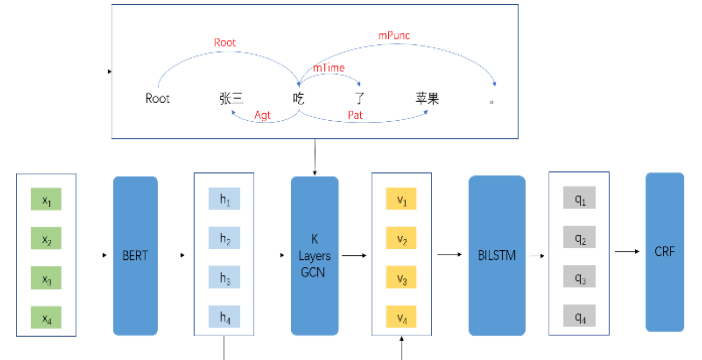 mPunc
Root
mTime
Root 张三 吃 了 苹果 。
Agt Pat
x1 h1 v1 q1
x2 h2 v2 q2
x3 h3 v3 q3
x4 h4 v4 q4
BERT
K
Layers
GCN
BILSTM
CRF